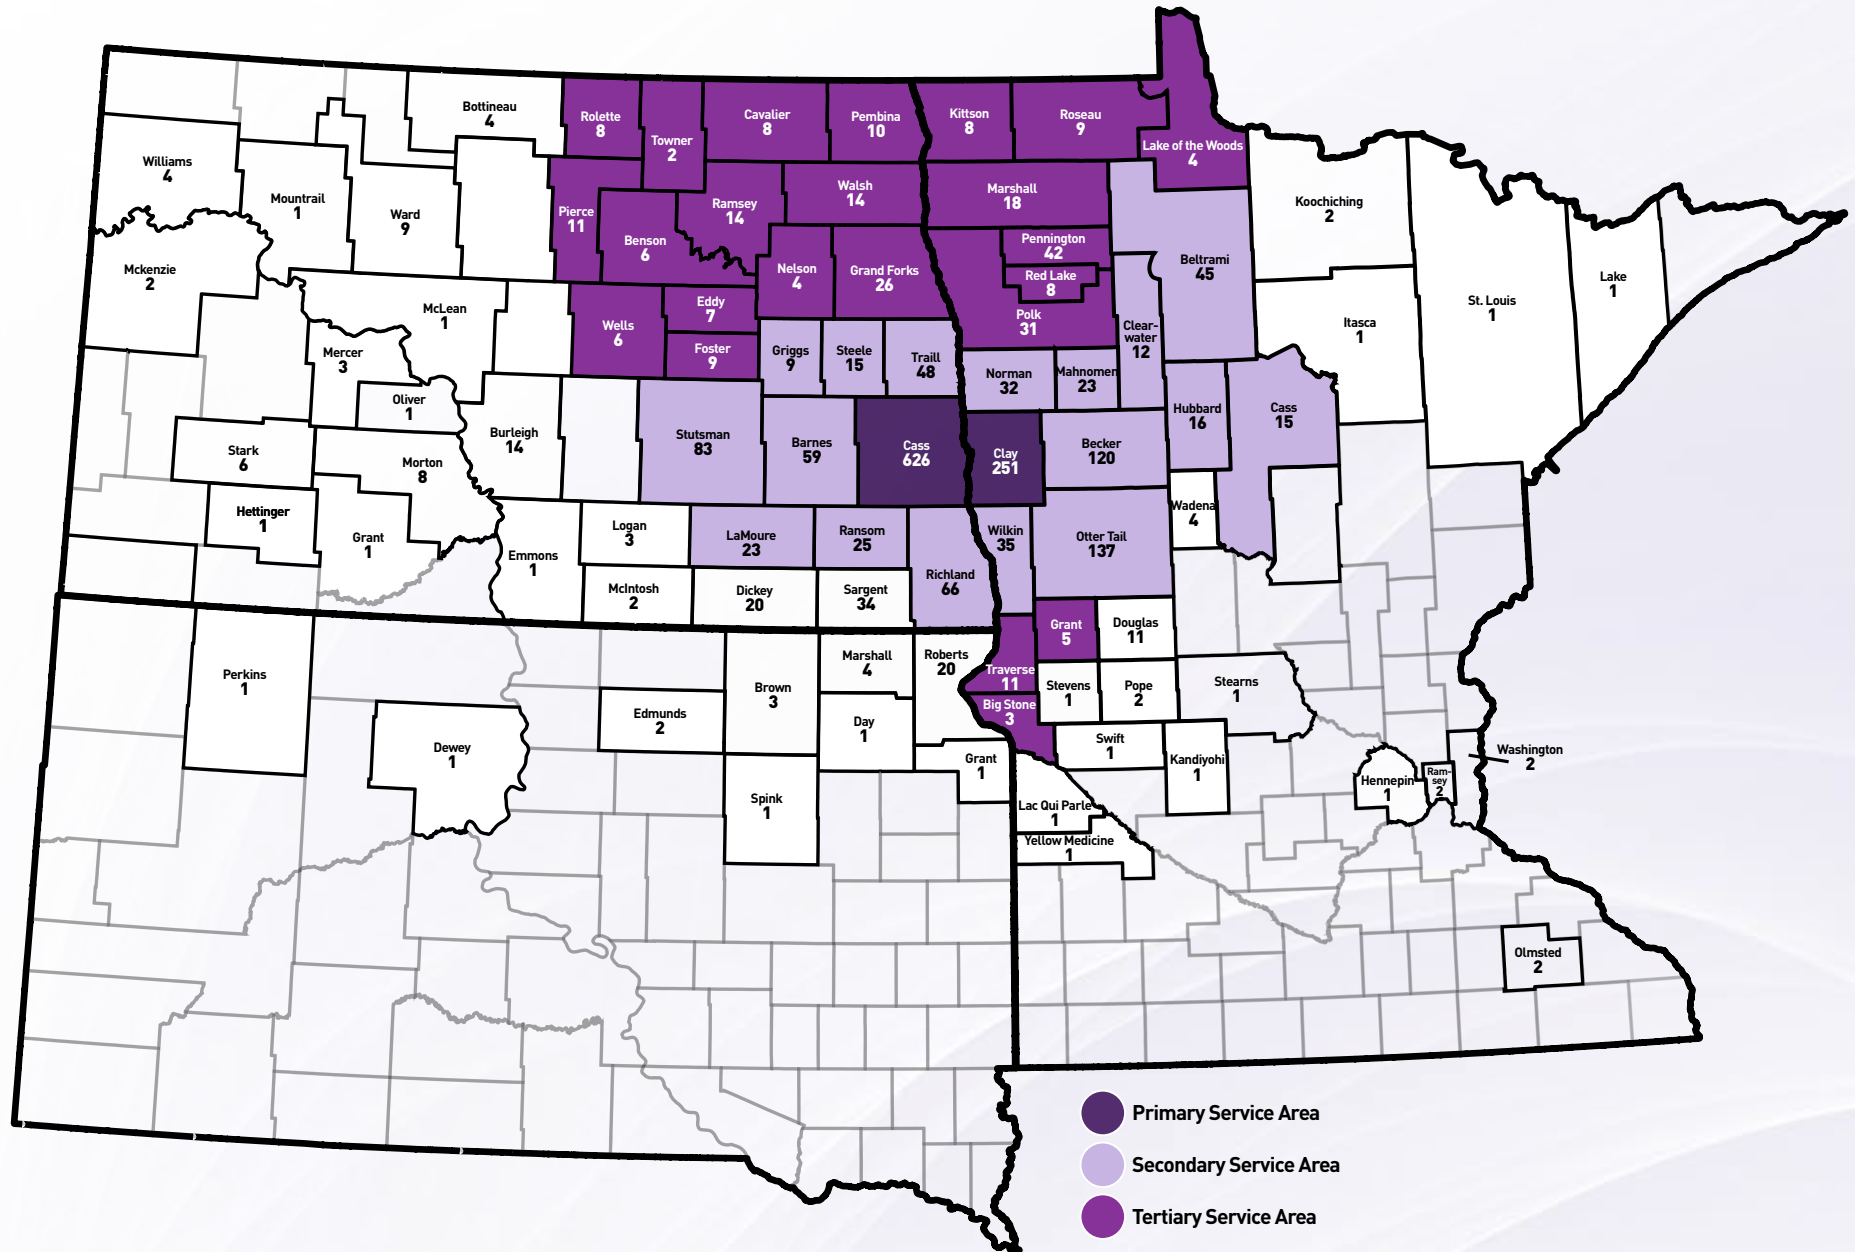 Bottineau
4
Rolette
8
Towner
2
Cavalier
8
Pembina
10
Kittson
8
Roseau
9
Lake of the Woods
4
Williams
4
Mountrail
1
Ward
9
Pierce
11
Benson
6
Ramsey
14
Walsh
14
Marshall
18
Koochiching
2
Mckenzie
2
McLean
1
Nelson
4
Grand Forks
26
Pennington
42
Red Lake
8
Polk
31
Beltrami
45
St. Louis
1
Lake
1
Itasca
1
Wells
6
Eddy
7
Foster
9
Griggs
9
Steele
15
Traill
48
Norman
32
Mahnomen
23
Clear-
water
12
Mercer
3
Oliver
1
Burleigh
14
Stutsman
83
Barnes
59
Cass
626
Clay
251
Becker
120
Hubbard
16
Cass
15
Stark
6
Morton
8
Hettinger
1
Grant
1
Emmons
1
Logan
3
LaMoure
23
Ransom
25
Richland
66
Wilkin
35
Otter Tail
137
Wadena
4
McIntosh
2
Dickey
20
Sargent
34
Grant
5
Douglas
11
Perkins
1
Dewey
1
Edmunds
2
Brown
3
Marshall
4
Roberts
20
Day
1
Traverse
11
Big Stone
3
Stevens
1
Pope
2
Stearns
1
Grant
1
Spink
1
Swift
1
Kandiyohi
1
Lac Qui Parle
1
Yellow Medicine
1
Hennepin
1
Ram-
sey
2
Washington
2
Olmsted
2
Primary Service Area
Secondary Service Area
Tertiary Service Area